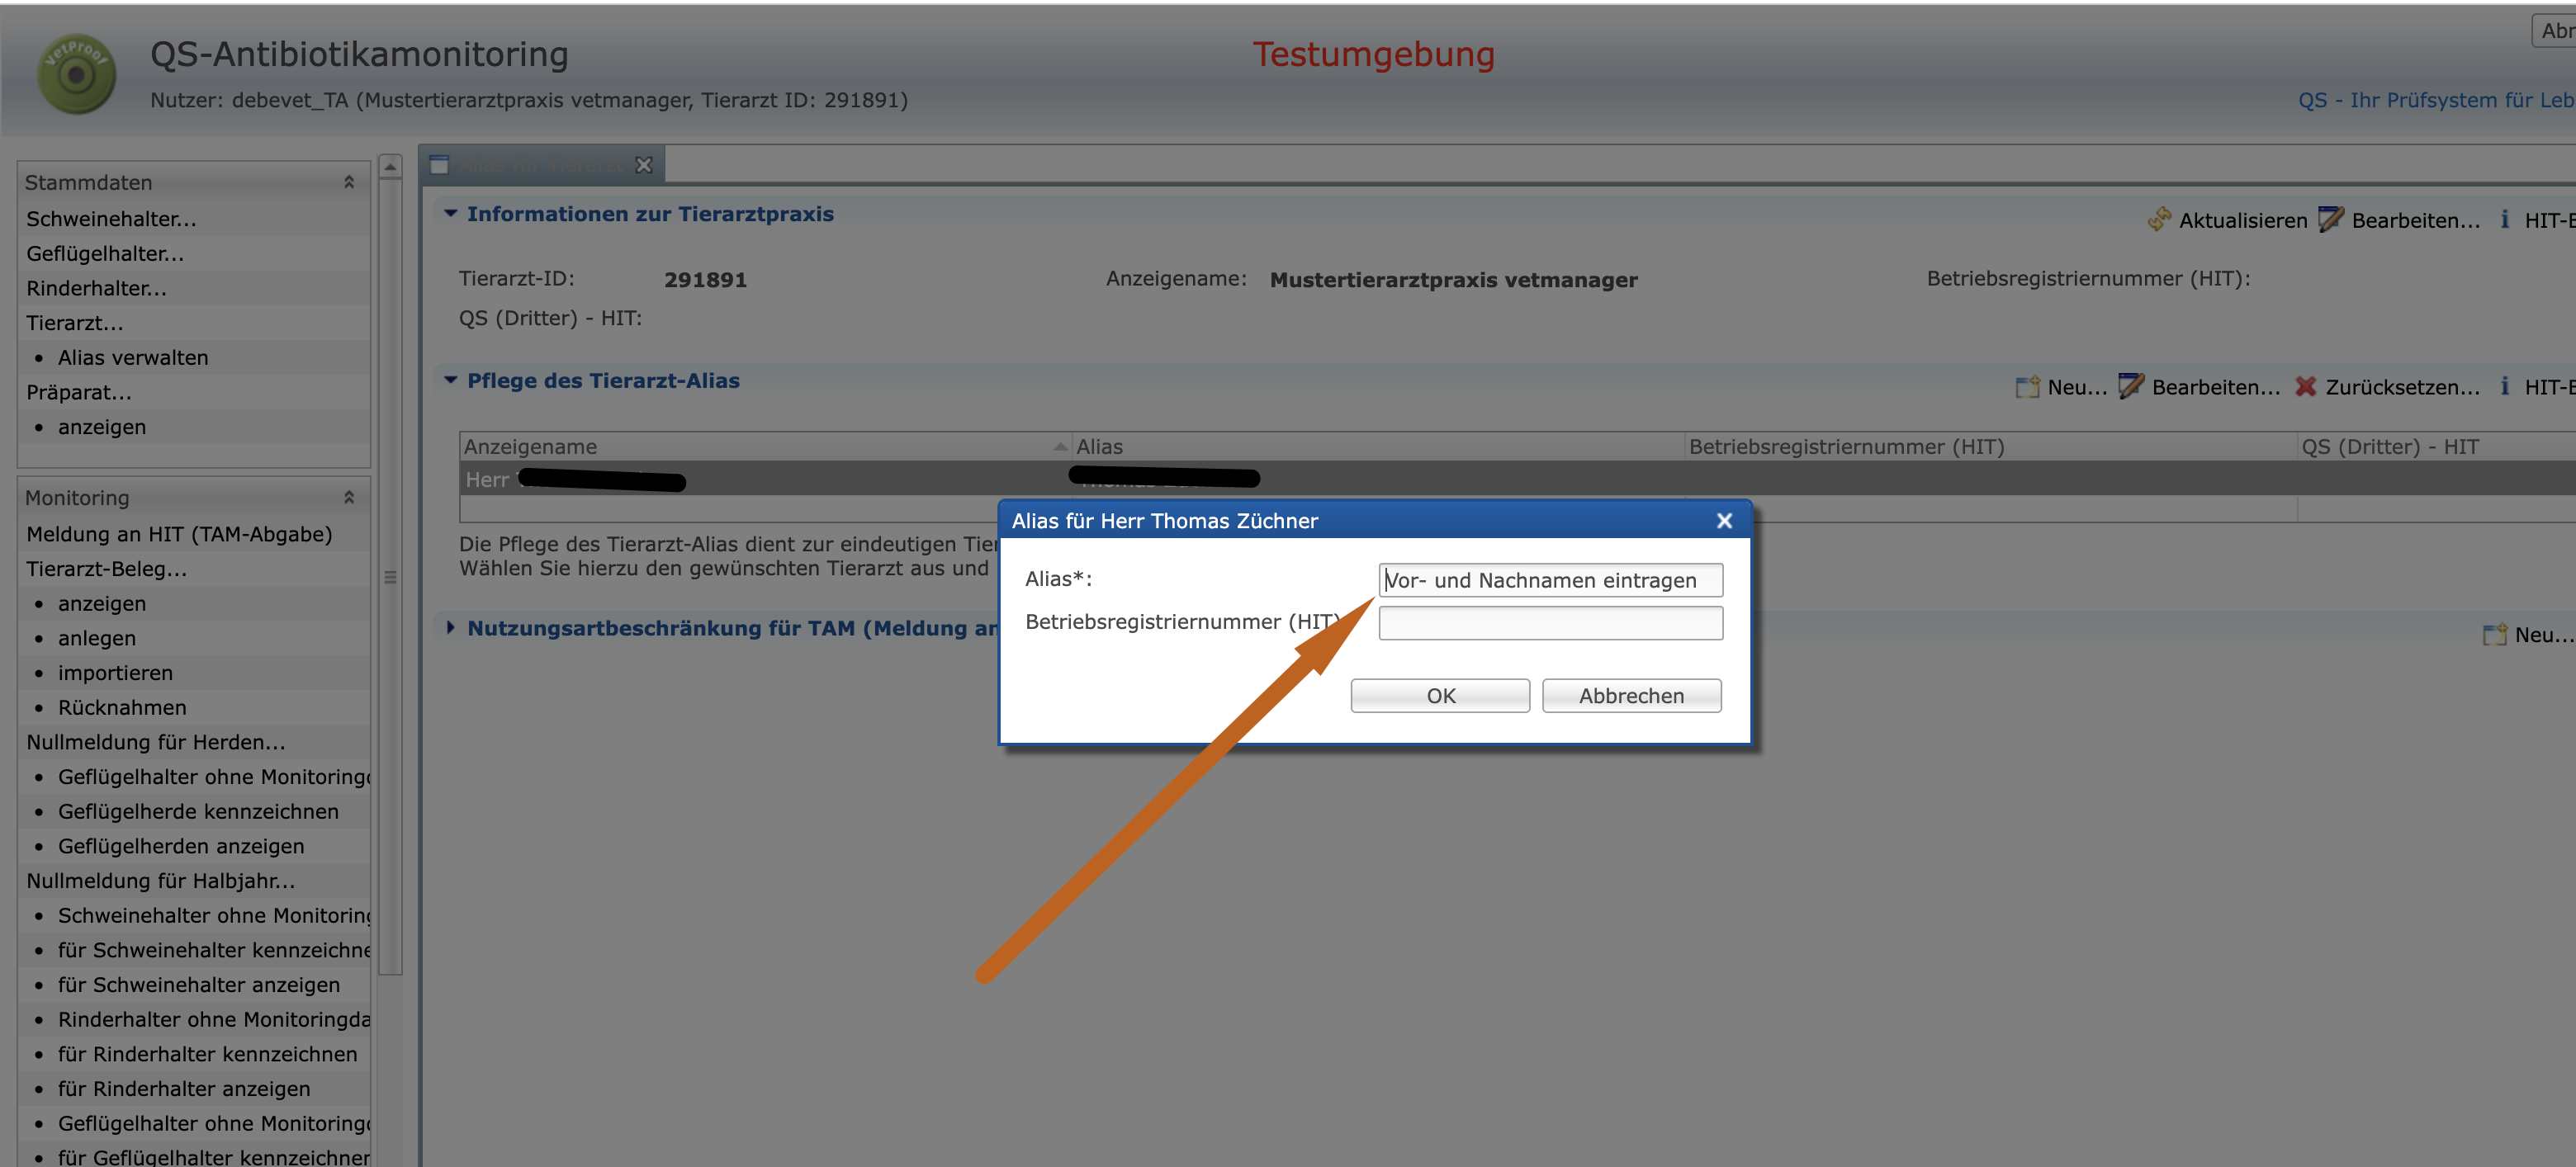 VetProof
QS-Antibiotikamonitoring
Testumgebung
Nutzer: debevet_TA (Mustertierarztpraxis vetmanager, Tierarzt ID: 291891)
QS - Ihr Prüfsystem für Leb
Stammdaten
Schweinehalter...
Geflügelhalter...
Rinderhalter...
Tierarzt...
• Alias verwalten
Präparat...
• anzeigen
Monitoring
Meldung an HIT (TAM-Abgabe)
Tierarzt-Beleg...
• anzeigen
• anlegen
• importieren
• Rücknahmen
Nullmeldung für Herden...
• Geflügelhalter ohne Monitoringd
• Geflügelherde kennzeichnen
• Geflügelherden anzeigen
Nullmeldung für Halbjahr...
• Schweinehalter ohne Monitoring
• für Schweinehalter kennzeichne
• für Schweinehalter anzeigen
• Rinderhalter ohne Monitoringda
• für Rinderhalter kennzeichnen
• für Rinderhalter anzeigen
• Geflügelhalter ohne Monitoringd
• für Geflügelhalter kennzeichner
Alias für Tierarzt
Informationen zur Tierarztpraxis
Aktualisieren Bearbeiten... HIT-B
Tierarzt-ID: 291891 Anzeigename: Mustertierarztpraxis vetmanager Betriebsregistriernummer (HIT):
QS (Dritter) - HIT:
Pflege des Tierarzt-Alias
Neu... Bearbeiten... Zurücksetzen... HIT-B
Anzeigename Alias Betriebsregistriernummer (HIT) QS (Dritter) - HIT
Herr
Die Pflege des Tierarzt-Alias dient zur eindeutigen Tier
Wählen Sie hierzu den gewünschten Tierarzt aus und
Nutzungsartbeschränkung für TAM (Meldung an
Neu...
Alias für Herr Thomas Züchner
Alias*: Vor- und Nachnamen eintragen
Betriebsregistriernummer (HIT)
OK Abbrechen